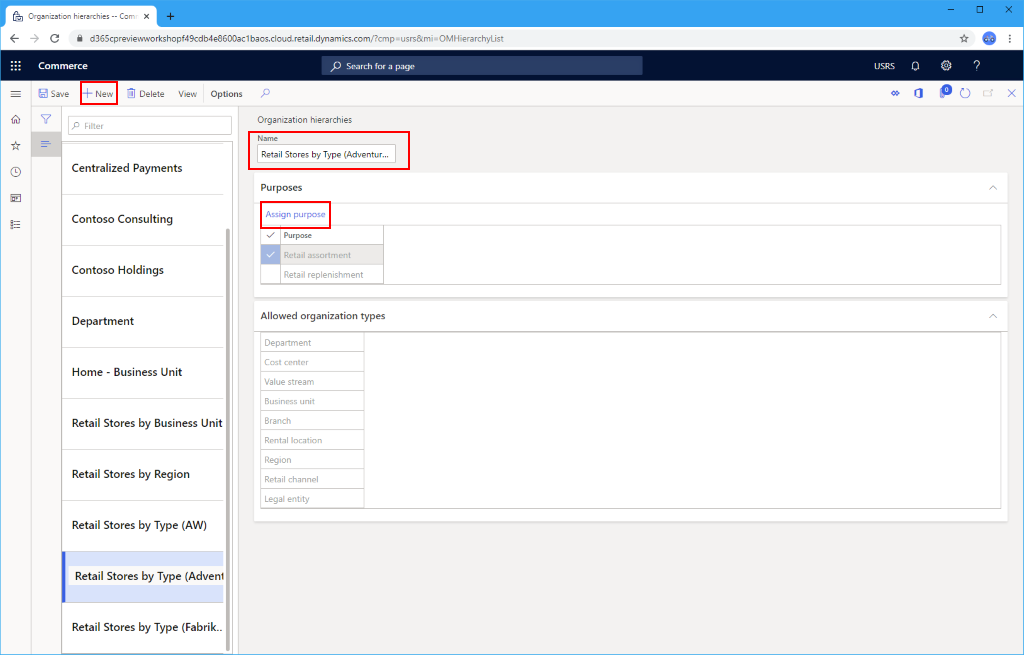 Organization hierarchies -- Comm
d365cpreviewworkshopf49cdb4e8600ac1baos.cloud.retail.dynamics.com/?cmp=usrs&mi=OMHierarchyList
Commerce
Search for a page
USRS
?
Save
New
Delete
View
Options
0
Filter
Centralized Payments
Contoso Consulting
Contoso Holdings
Department
Home - Business Unit
Retail Stores by Business Unit
Retail Stores by Region
Retail Stores by Type (AW)
Retail Stores by Type (Advent
Retail Stores by Type (Fabrik...
Organization hierarchies
Name
Retail Stores by Type (Adventur...
Purposes
Assign purpose
Purpose
Retail assortment
Retail replenishment
Allowed organization types
Department
Cost center
Value stream
Business unit
Branch
Rental location
Region
Retail channel
Legal entity